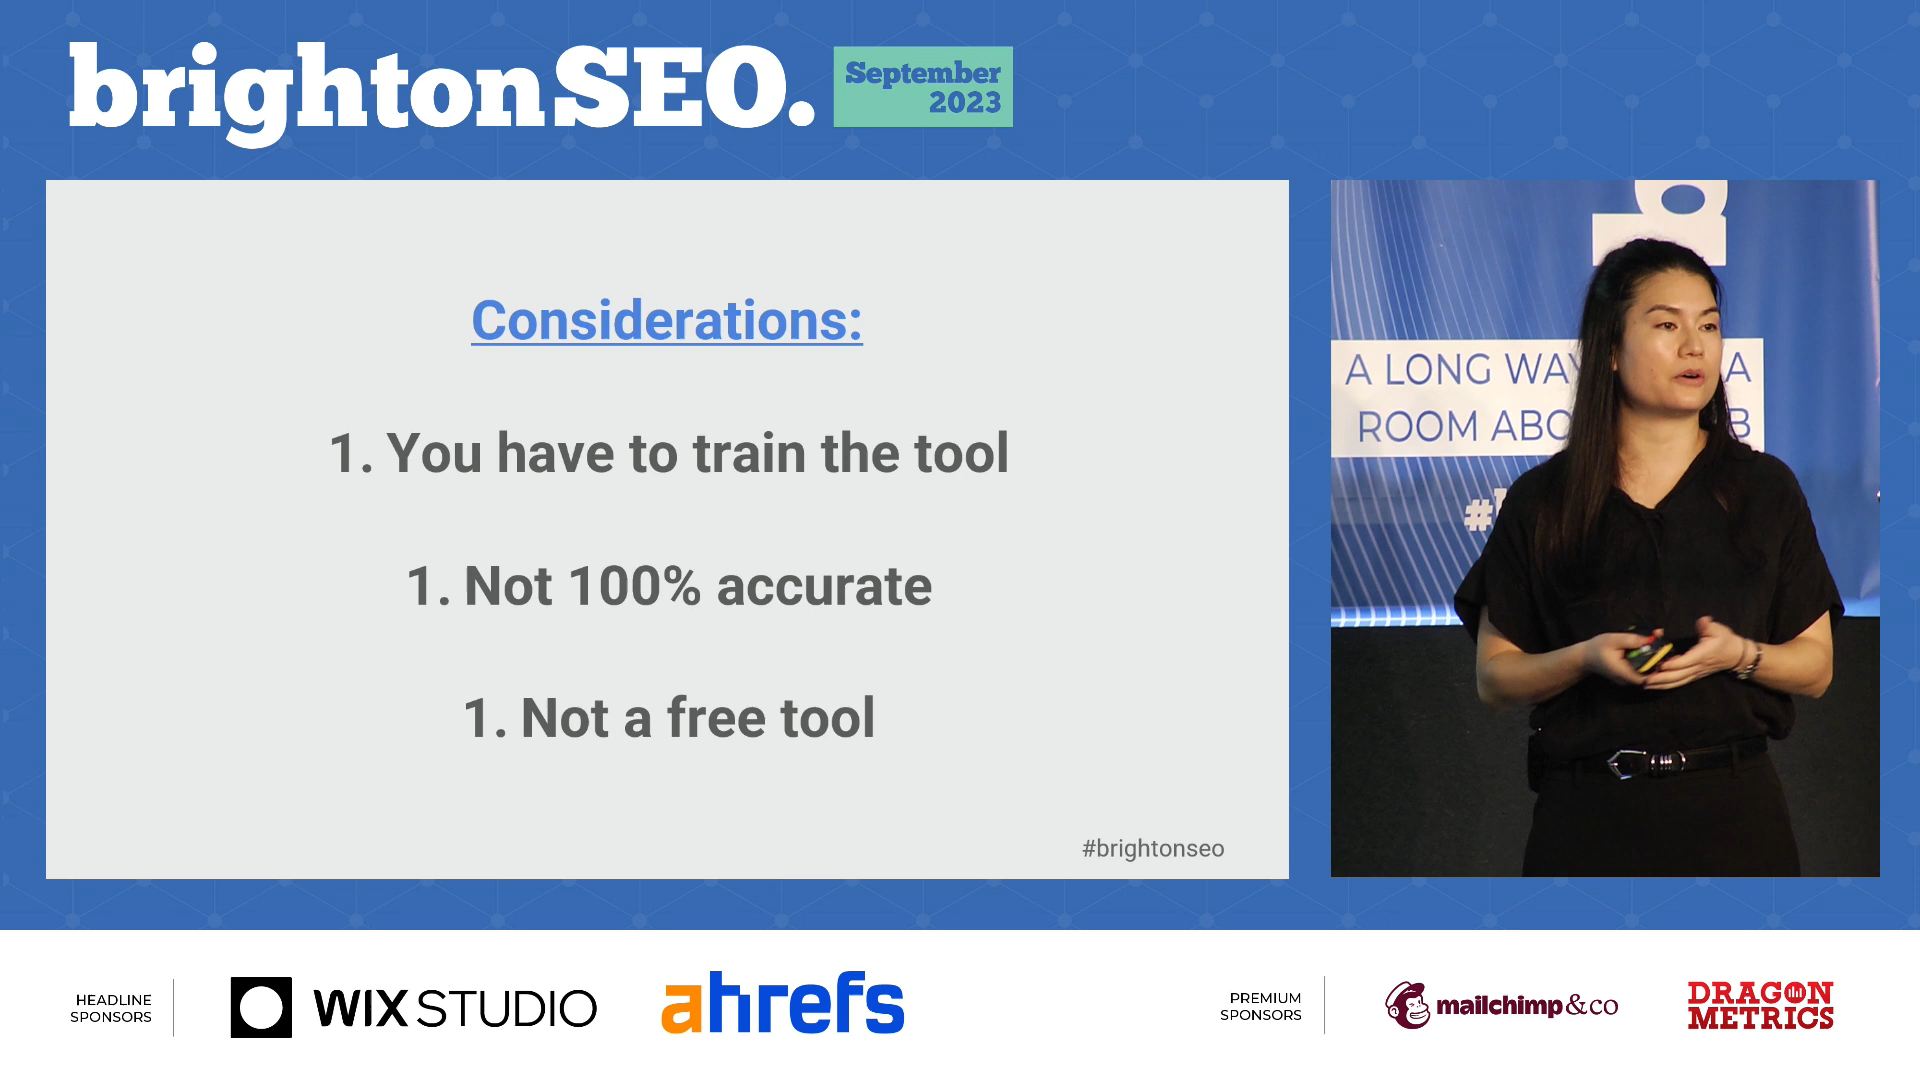 brightonSEO.
September
2023
Considerations:
1. You have to train the tool
1. Not 100% accurate
1. Not a free tool
#brightonseo
A LONG WAY A
ROOM ABO B
#
HEADLINE
SPONSORS
WIX STUDIO
ahrefs
PREMIUM
SPONSORS
mailchimp & co
DRAGON
METRICS